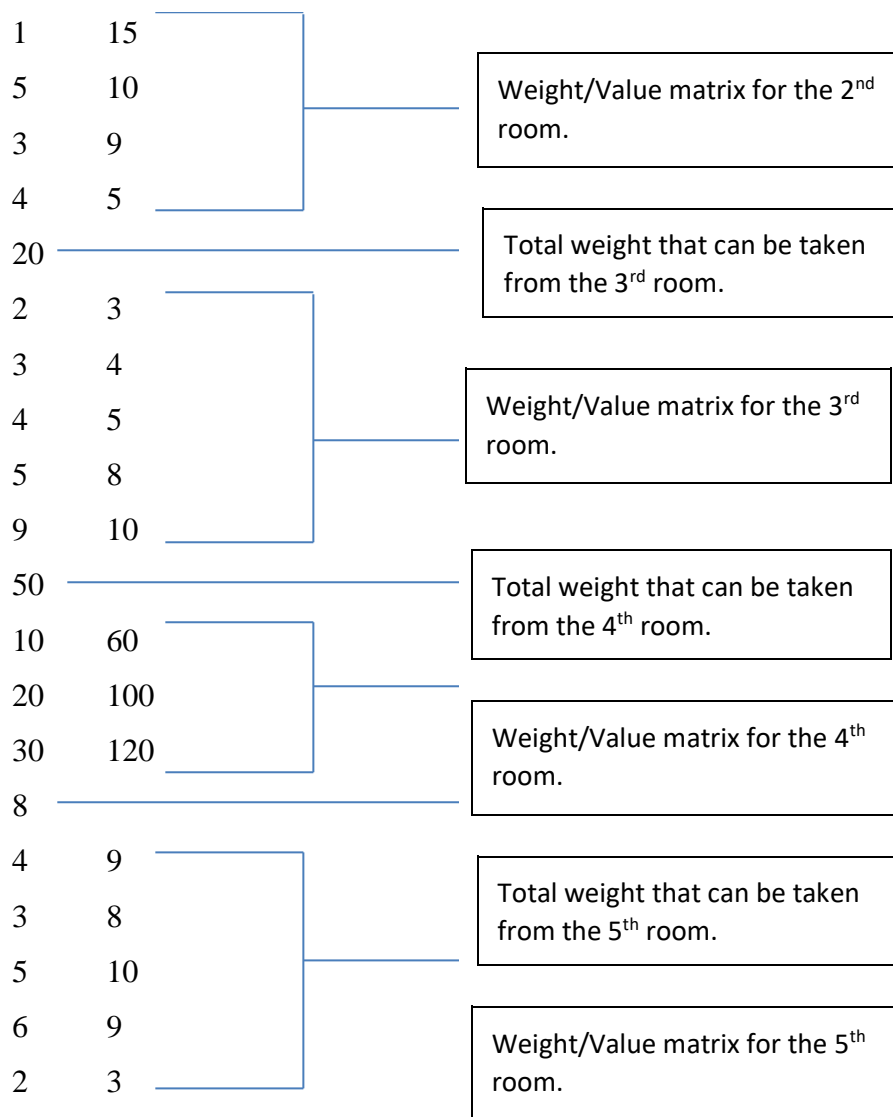 1 15
5 10
3 9
4 5
Weight/Value matrix for the 2nd
room.
20
Total weight that can be taken
from the 3rd room.
2 3
3 4
4 5
5 8
9 10
Weight/Value matrix for the 3rd
room.
50
Total weight that can be taken
from the 4th room.
10 60
20 100
30 120
Weight/Value matrix for the 4th
room.
8
Total weight that can be taken
from the 5th room.
4 9
3 8
5 10
6 9
2 3
Weight/Value matrix for the 5th
room.